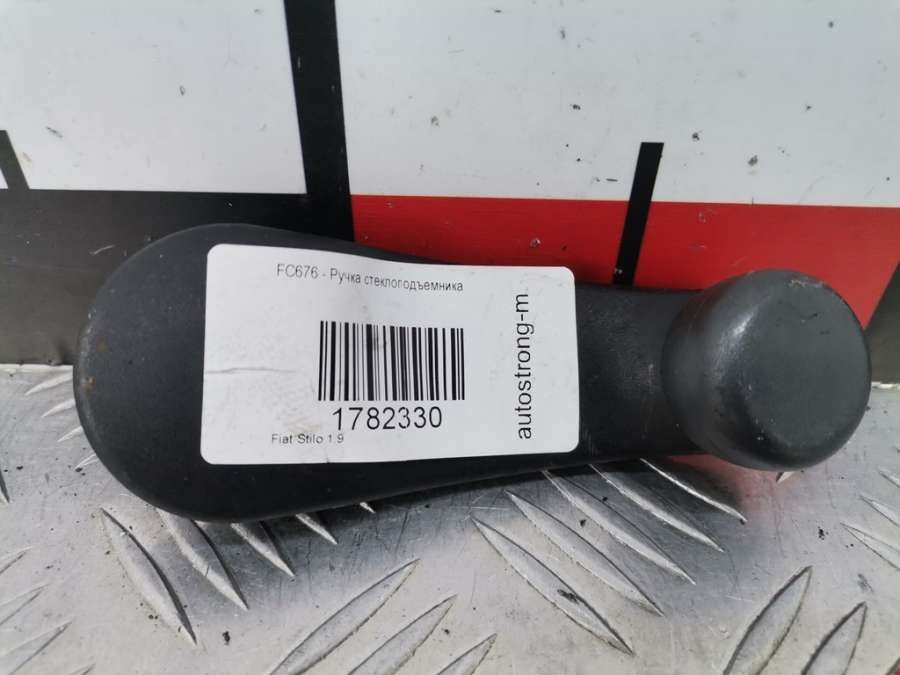 FC676 - Ручка стеклоподъемника
1782330
Fiat Stilo 1.9
autostrong-m